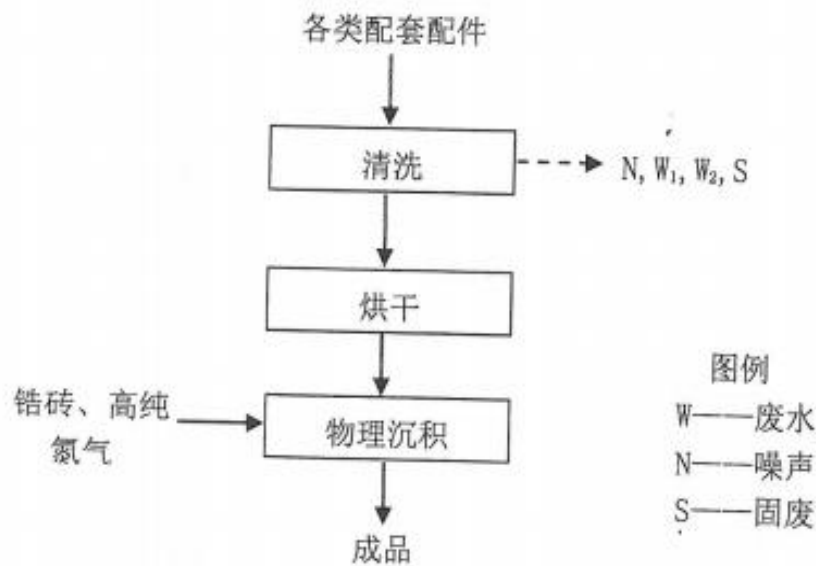 各类配套配件
清洗
N, W₁, W₂, S
烘干
锆砖、高纯
氮气
物理沉积
成品
图例
W——废水
N——噪声
S——固废